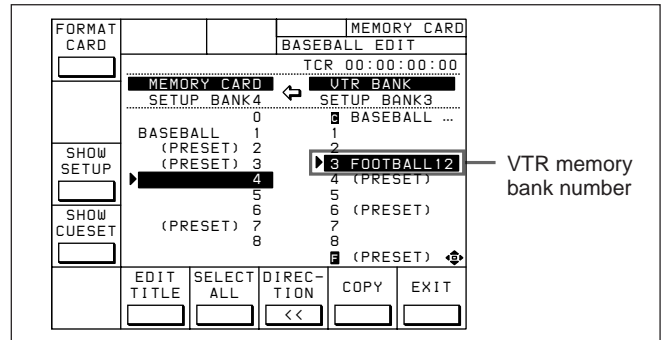 FORMAT CARD
MEMORY CARD
BASEBALL EDIT
TCR 00:00:00:00
MEMORY CARD
VTR BANK
SETUP BANK4
SETUP BANK3
0
C BASEBALL …
BASEBALL 1
1
(PRESET) 2
2
(PRESET) 3
3 FOOTBALL12
4
4 (PRESET)
5
5
6
6 (PRESET)
(PRESET) 7
7
8
8
F (PRESET)
SHOW SETUP
SHOW CUESET
EDIT TITLE
SELECT ALL
DIREC-TION
<<
COPY
EXIT
VTR memory
bank number